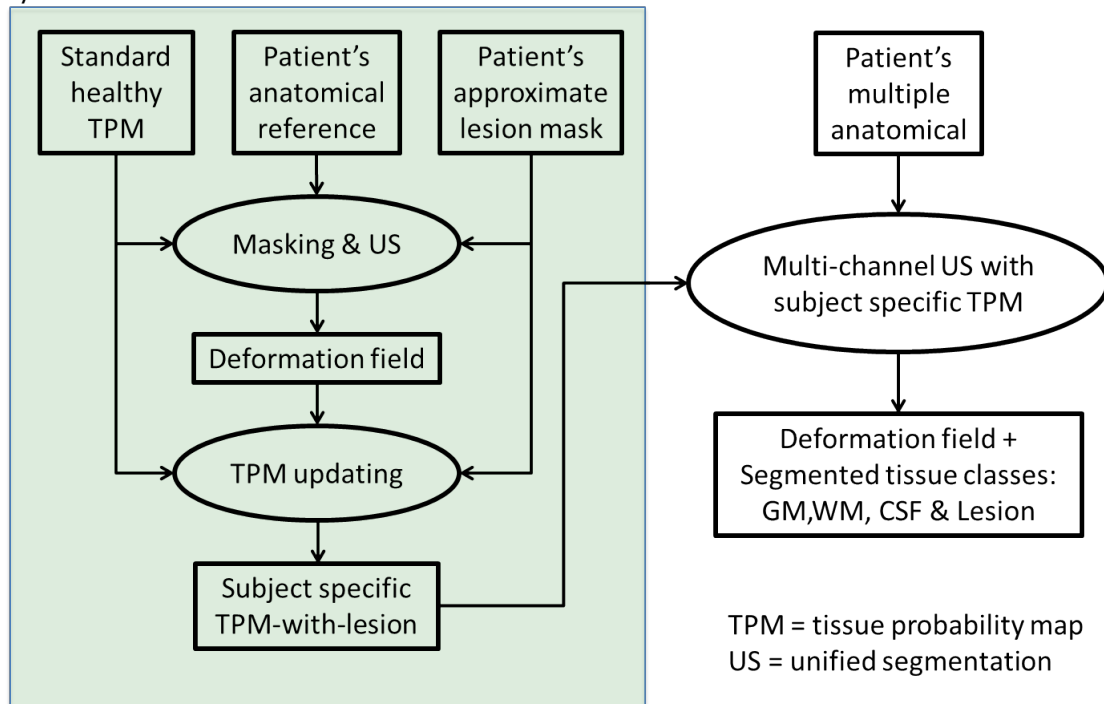 Standard
healthy
TPM
Patient's
anatomical
reference
Patient's
approximate
lesion mask
Masking & US
Deformation field
TPM updating
Subject specific
TPM-with-lesion
Patient's
multiple
anatomical
Multi-channel US with
subject specific TPM
Deformation field +
Segmented tissue classes:
GM,WM, CSF & Lesion
TPM = tissue probability map
US = unified segmentation